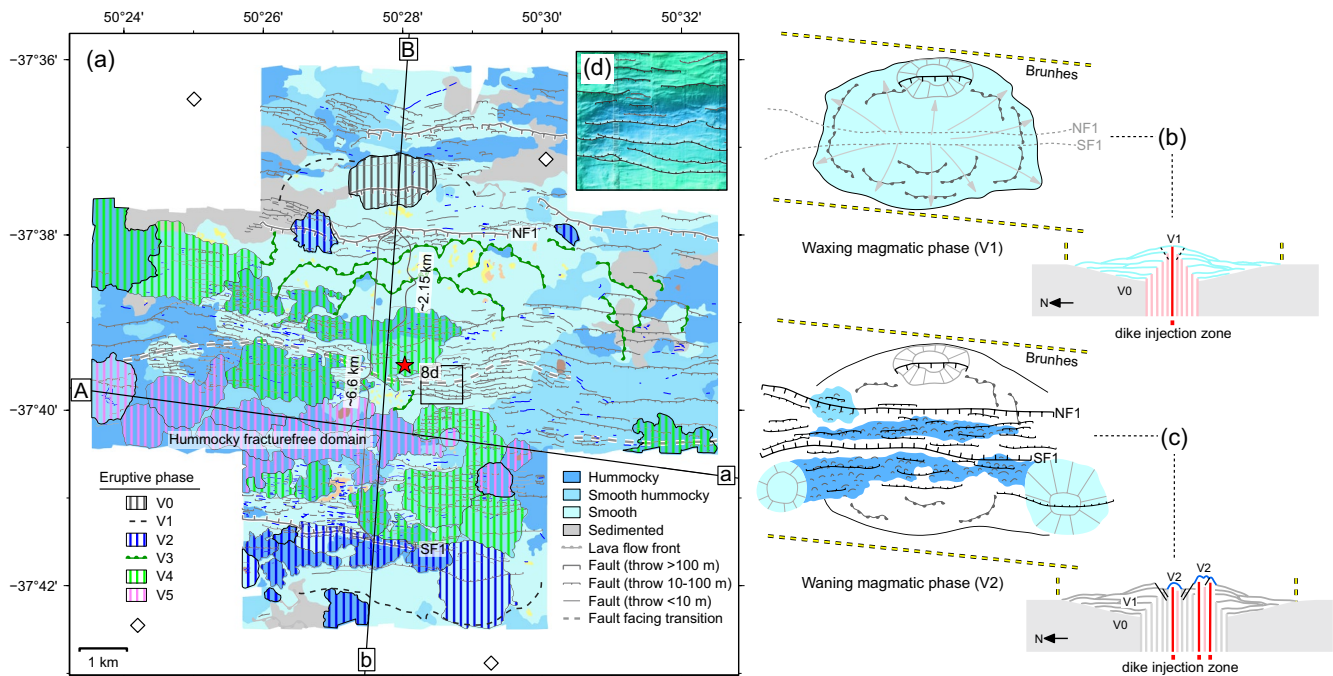 50°24' 50°26' 50°28' 50°30' 50°32'
−37°36'
−37°38'
−37°40'
−37°42'
(a)
B
(d)
NF1
~2.15 km
~6.6 km
8d
A
Hummocky fracturefree domain
a
SF1
b
Eruptive phase
V0
V1
V2
V3
V4
V5
1 km
Hummocky
Smooth hummocky
Smooth
Sedimented
Lava flow front
Fault (throw >100 m)
Fault (throw 10-100 m)
Fault (throw <10 m)
Fault facing transition
Brunhes
NF1
SF1
(b)
Waxing magmatic phase (V1)
V1
V0
N
dike injection zone
Brunhes
NF1
SF1
(c)
Waning magmatic phase (V2)
V2 V2
V1
V0
N
dike injection zone